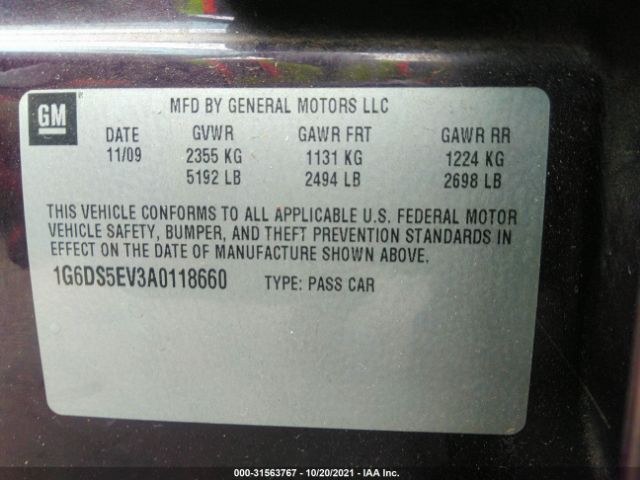 GM ®
MFD BY GENERAL MOTORS LLC
DATE GVWR GAWR FRT GAWR RR
11/09 2355 KG 1131 KG 1224 KG
5192 LB 2494 LB 2698 LB
THIS VEHICLE CONFORMS TO ALL APPLICABLE U.S. FEDERAL MOTOR
VEHICLE SAFETY, BUMPER, AND THEFT PREVENTION STANDARDS IN
EFFECT ON THE DATE OF MANUFACTURE SHOWN ABOVE.
1G6DS5EV3A0118660 TYPE: PASS CAR
000-31563767 - 10/20/2021 - IAA Inc.